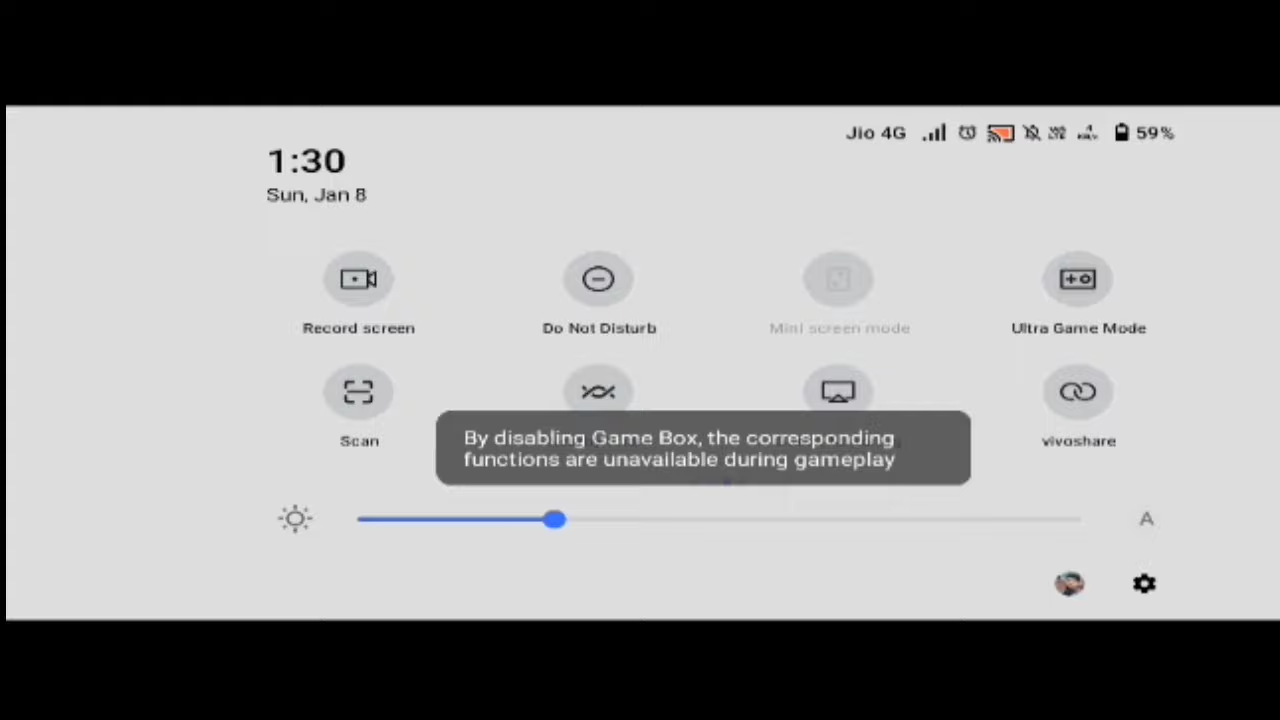 Jio 4G 59%
1:30
Sun, Jan 8
Record screen Do Not Disturb Mini screen mode Ultra Game Mode
Scan vivoshare
By disabling Game Box, the corresponding
functions are unavailable during gameplay
A